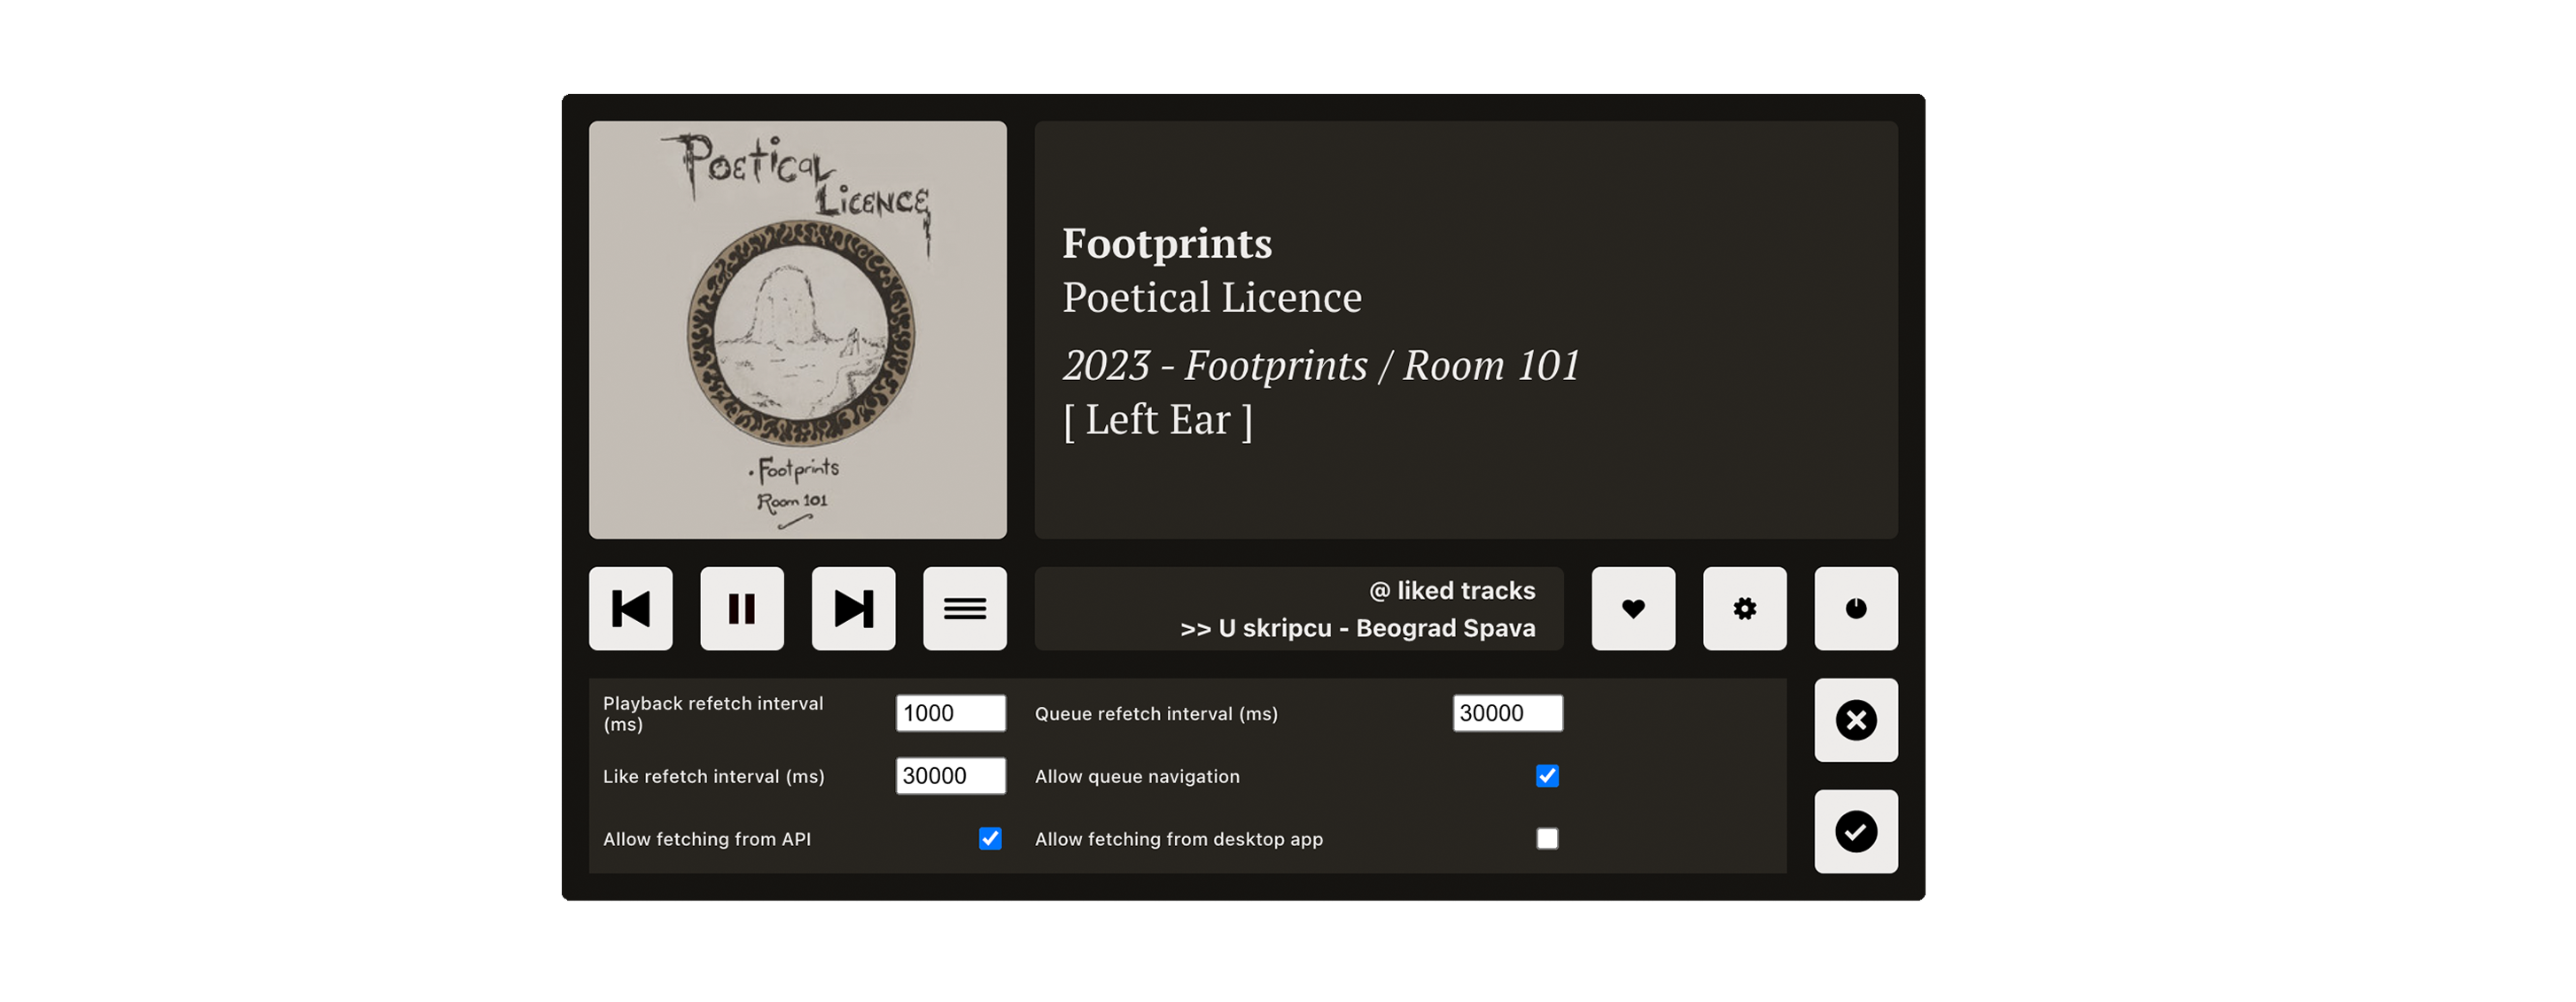 Poetical
Licence
• Footprints
Room 101
Footprints
Poetical Licence
2023 - Footprints / Room 101
[ Left Ear ]
@ liked tracks
>> U skripcu - Beograd Spava
Playback refetch interval
(ms)
1000
Queue refetch interval (ms)
30000
Like refetch interval (ms)
30000
Allow queue navigation
Allow fetching from API
Allow fetching from desktop app